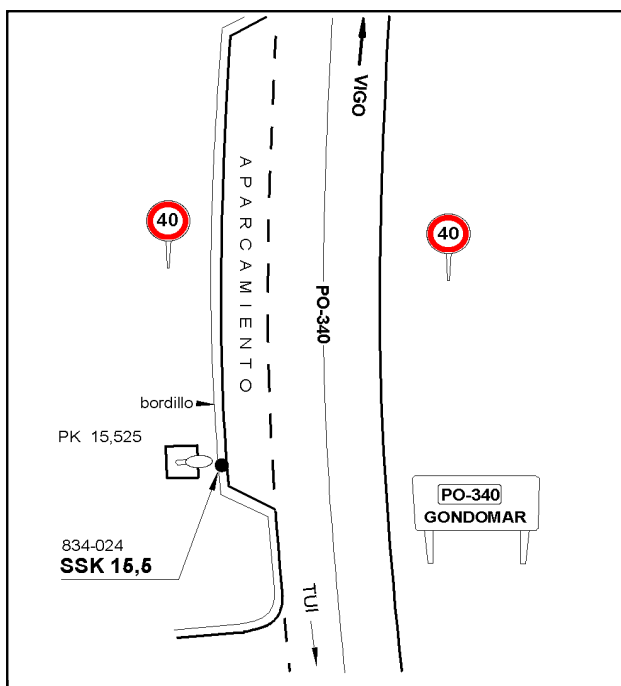 VIGO
APARCAMIENTO
40
40
PO-340
bordillo
PK 15,525
PO-340
GONDOMAR
834-024
SSK 15,5
TUI